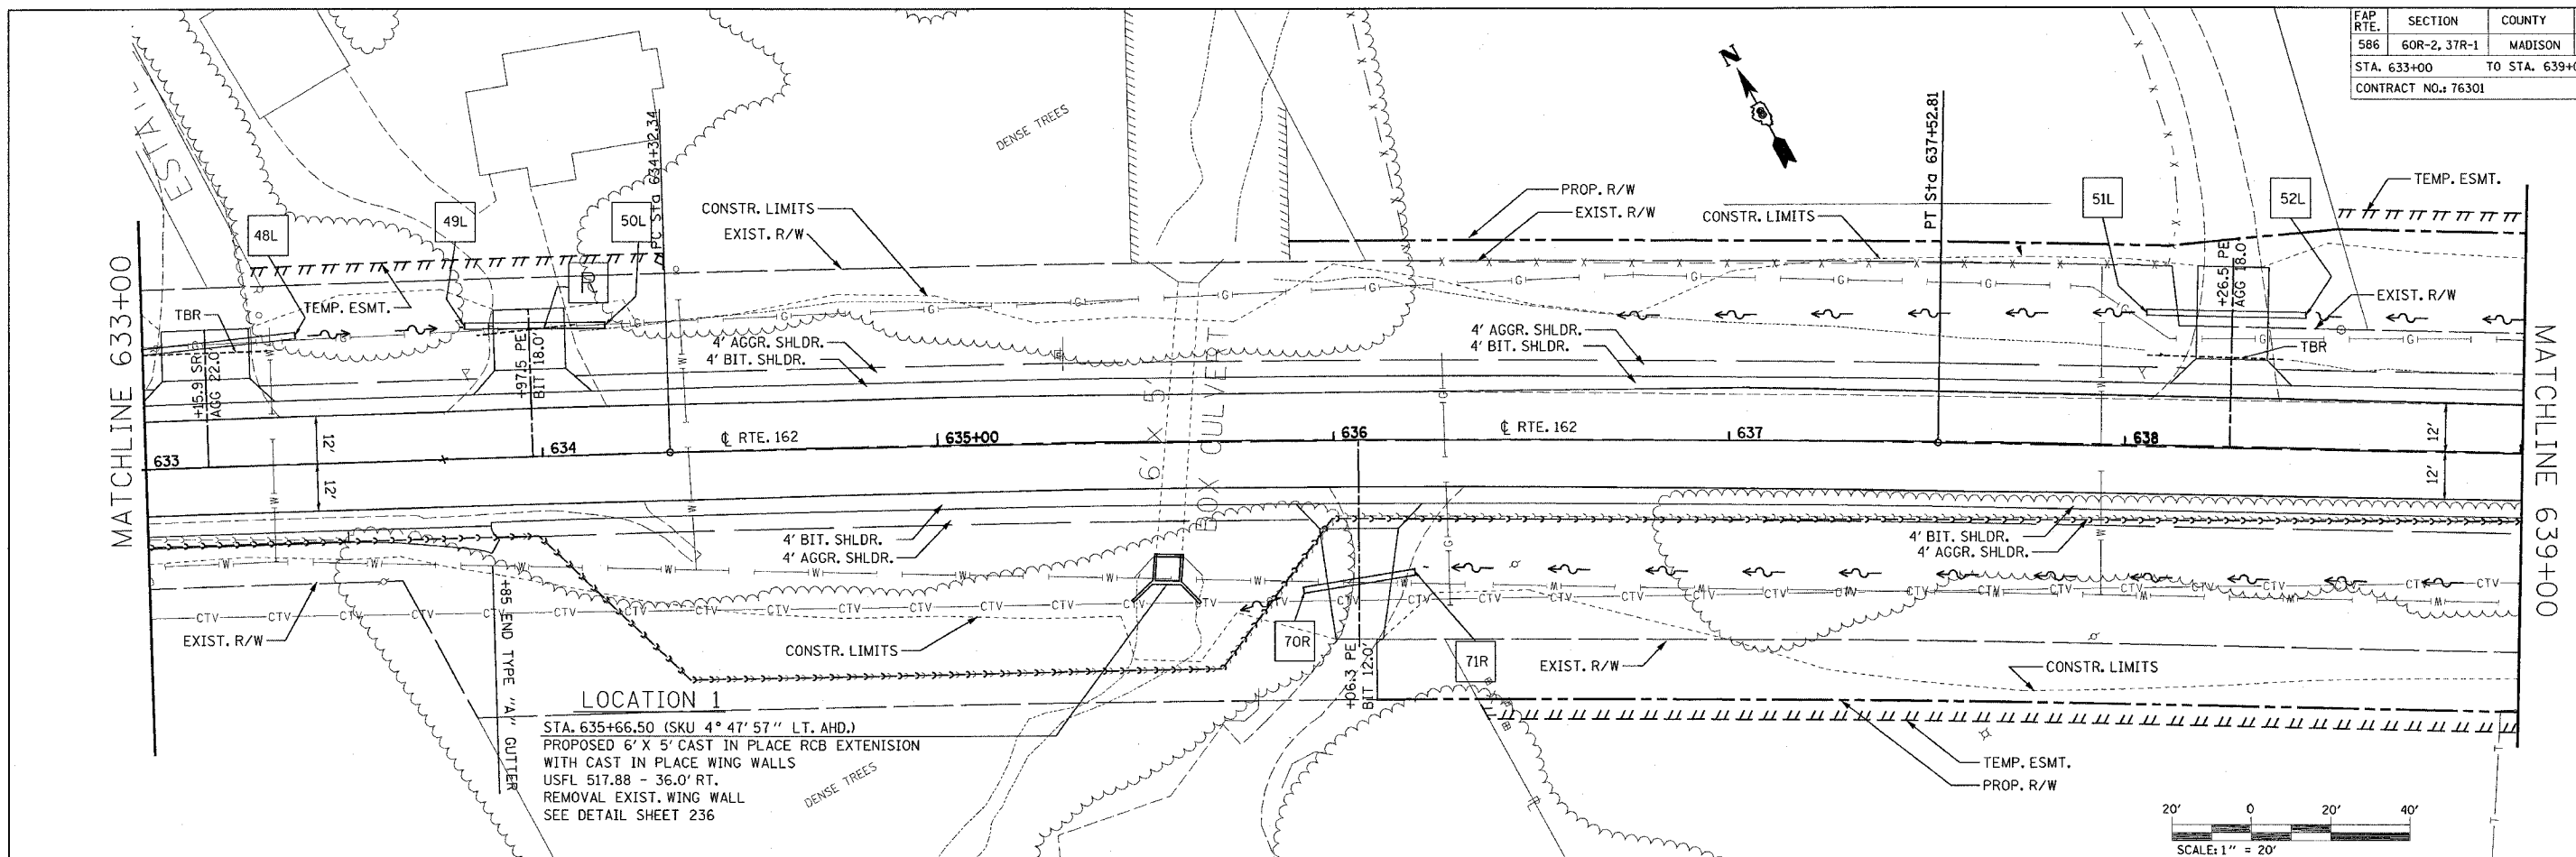 FAP RTE. SECTION COUNTY
586 60R-2, 37R-1 MADISON
STA. 633+00 TO STA. 639+0
CONTRACT NO.: 76301
N
DENSE TREES
PC Sta 634+32.34
PT Sta 637+52.81
48L
49L
50L
R
51L
52L
TEMP. ESMT.
TBR
CONSTR. LIMITS
EXIST. R/W
PROP. R/W
EXIST. R/W
CONSTR. LIMITS
TEMP. ESMT.
EXIST. R/W
TBR
+15.9 SR
AGG 22.0'
+97.5 PE
BIT 18.0'
+26.5 PE
AGG 18.0'
4' AGGR. SHLDR.
4' BIT. SHLDR.
4' AGGR. SHLDR.
4' BIT. SHLDR.
MATCHLINE 633+00
MATCHLINE 639+00
633
634
℄ RTE. 162
635+00
636
℄ RTE. 162
637
638
12'
12'
12'
12'
6' X 5'
BOX CULVERT
4' BIT. SHLDR.
4' AGGR. SHLDR.
4' BIT. SHLDR.
4' AGGR. SHLDR.
EXIST. R/W
+85 END TYPE "A" GUTTER
CONSTR. LIMITS
70R
71R
+06.3 PE
BIT 12.0'
EXIST. R/W
CONSTR. LIMITS
TEMP. ESMT.
PROP. R/W
LOCATION 1
STA. 635+66.50 (SKU 4° 47' 57" LT. AHD.)
PROPOSED 6' X 5' CAST IN PLACE RCB EXTENISION
WITH CAST IN PLACE WING WALLS
USFL 517.88 - 36.0' RT.
REMOVAL EXIST. WING WALL
SEE DETAIL SHEET 236
DENSE TREES
20' 0 20' 40'
SCALE: 1" = 20'